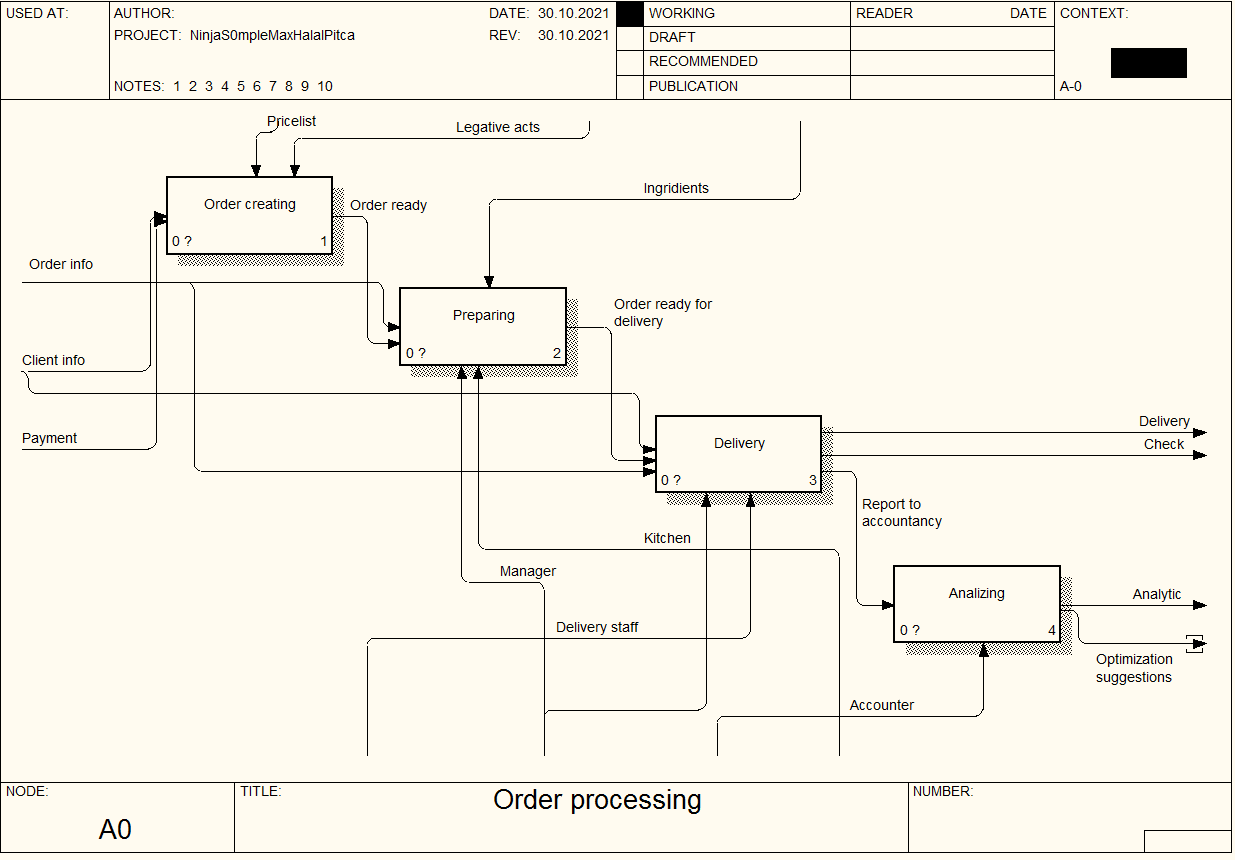 USED AT:
AUTHOR:
DATE: 30.10.2021
WORKING
READER
DATE
CONTEXT:
PROJECT: NinjaS0mpleMaxHalalPitca
REV: 30.10.2021
DRAFT
RECOMMENDED
NOTES: 1 2 3 4 5 6 7 8 9 10
PUBLICATION
A-0
Pricelist
Legative acts
Ingridients
Order creating
0 ?
1
Order ready
Order info
Preparing
0 ?
2
Order ready for
delivery
Client info
Payment
Delivery
0 ?
3
Delivery
Check
Report to
accountancy
Kitchen
Manager
Delivery staff
Analizing
0 ?
4
Analytic
Optimization
suggestions
Accounter
NODE:
A0
TITLE:
Order processing
NUMBER: